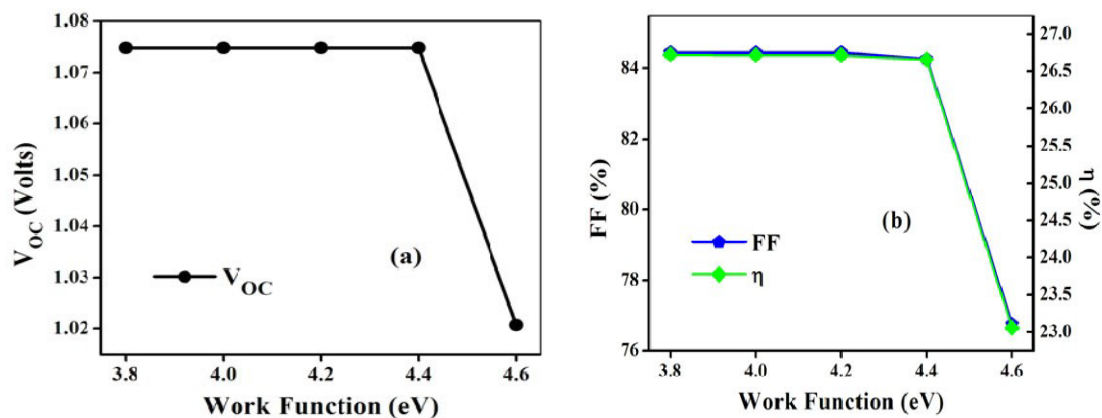 1.08
1.07
1.06
1.05
1.04
1.03
1.02
V_OC (Volts)
(a)
V_OC
3.8 4.0 4.2 4.4 4.6
Work Function (eV)
84
82
80
78
76
FF (%)
27.0
26.5
26.0
25.5
25.0
24.5
24.0
23.5
23.0
η (%)
(b)
FF
η
3.8 4.0 4.2 4.4 4.6
Work Function (eV)